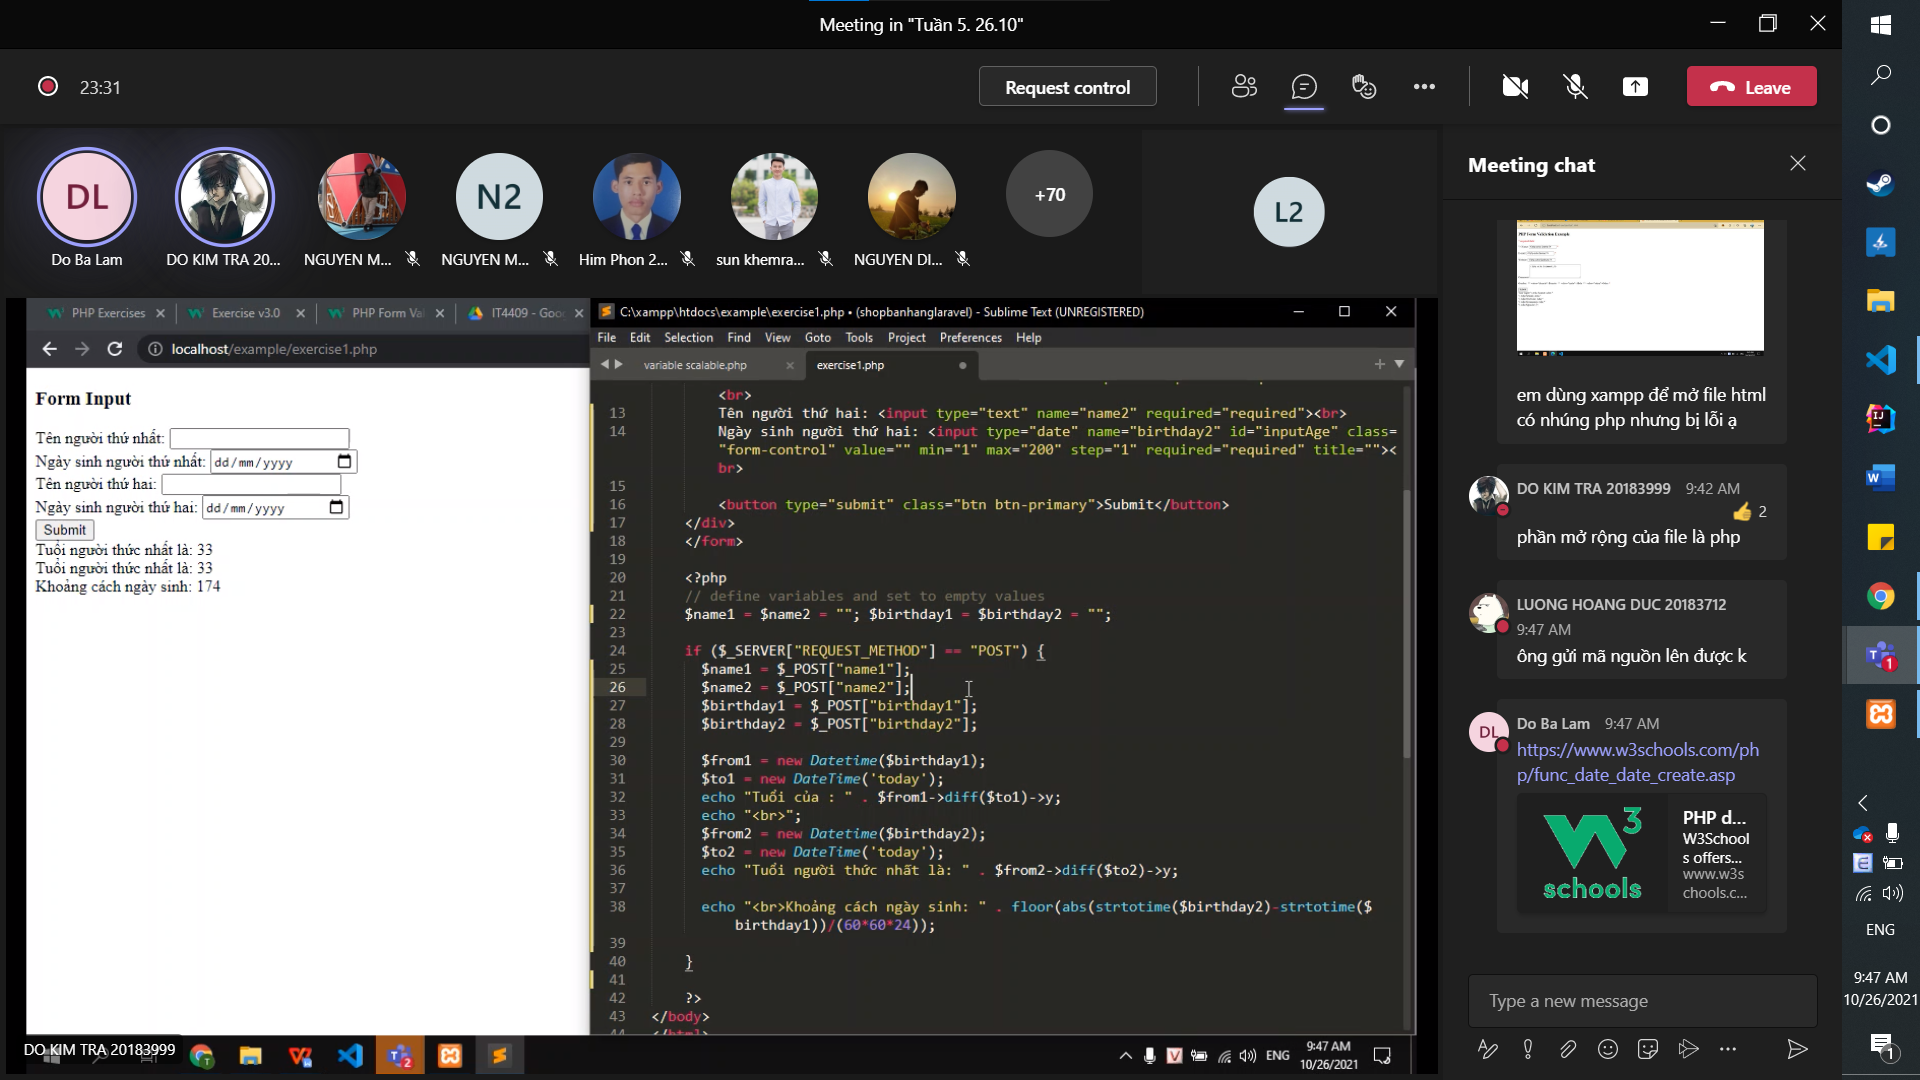 Meeting in "Tuần 5. 26.10"
23:31
Request control
Leave
DL
N2
+70
L2
Do Ba Lam
DO KIM TRA 20...
NGUYEN M...
NGUYEN M...
Him Phon 2...
sun khemra...
NGUYEN DI...
PHP Exercises
Exercise v3.0
PHP Form Va
IT4409 - Goo
localhost/example/exercise1.php
Form Input
Tên người thứ nhất:
Ngày sinh người thứ nhất: dd/mm/yyyy
Tên người thứ hai:
Ngày sinh người thứ hai: dd/mm/yyyy
Submit
Tuổi người thức nhất là: 33
Tuổi người thức nhất là: 33
Khoảng cách ngày sinh: 174
C:\xampp\htdocs\example\exercise1.php • (shopbanhanglaravel) - Sublime Text (UNREGISTERED)
File Edit Selection Find View Goto Tools Project Preferences Help
variable scalable.php
exercise1.php
<br>
13 Tên người thứ hai: <input type="text" name="name2" required="required"><br>
14 Ngày sinh người thứ hai: <input type="date" name="birthday2" id="inputAge" class=
"form-control" value="" min="1" max="200" step="1" required="required" title=""><
br>
15
16 <button type="submit" class="btn btn-primary">Submit</button>
17 </div>
18 </form>
19
20 <?php
21 // define variables and set to empty values
22 $name1 = $name2 = ""; $birthday1 = $birthday2 = "";
23
24 if ($_SERVER["REQUEST_METHOD"] == "POST") {
25 $name1 = $_POST["name1"];
26 $name2 = $_POST["name2"];
27 $birthday1 = $_POST["birthday1"];
28 $birthday2 = $_POST["birthday2"];
29
30 $from1 = new Datetime($birthday1);
31 $to1 = new DateTime('today');
32 echo "Tuổi của : " . $from1->diff($to1)->y;
33 echo "<br>";
34 $from2 = new Datetime($birthday2);
35 $to2 = new DateTime('today');
36 echo "Tuổi người thức nhất là: " . $from2->diff($to2)->y;
37
38 echo "<br>Khoảng cách ngày sinh: " . floor(abs(strtotime($birthday2)-strtotime($
birthday1))/(60*60*24));
39
40 }
41
42 ?>
43 </body>
44 </html>
DO KIM TRA 20183999
ENG
9:47 AM
10/26/2021
Meeting chat
PHP Form Validation Example
em dùng xampp để mở file html
có nhúng php nhưng bị lỗi ạ
DO KIM TRA 20183999 9:42 AM
2
phần mở rộng của file là php
LUONG HOANG DUC 20183712
9:47 AM
ông gửi mã nguồn lên được k
DL
Do Ba Lam 9:47 AM
https://www.w3schools.com/ph
p/func_date_date_create.asp
3
schools
PHP d...
W3School
s offers...
www.w3s
chools.c...
Type a new message
ENG
9:47 AM
10/26/2021
1